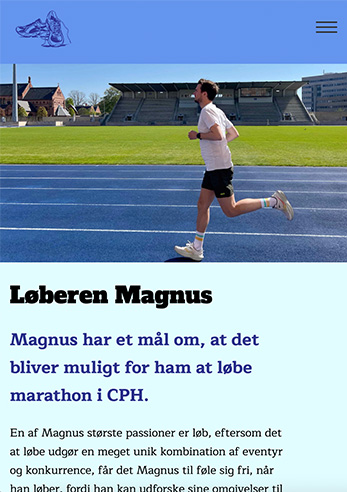 Løberen Magnus
Magnus har et mål om, at det
bliver muligt for ham at løbe
marathon i CPH.
En af Magnus største passioner er løb, eftersom det
at løbe udgør en meget unik kombination af eventyr
og konkurrence, får det Magnus til føle sig fri, når
han løber, fordi han kan udforske sine omgivelser til